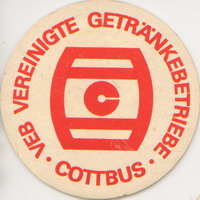 VEB VEREINIGTE GETRÄNKEBETRIEBE
· COTTBUS ·
C